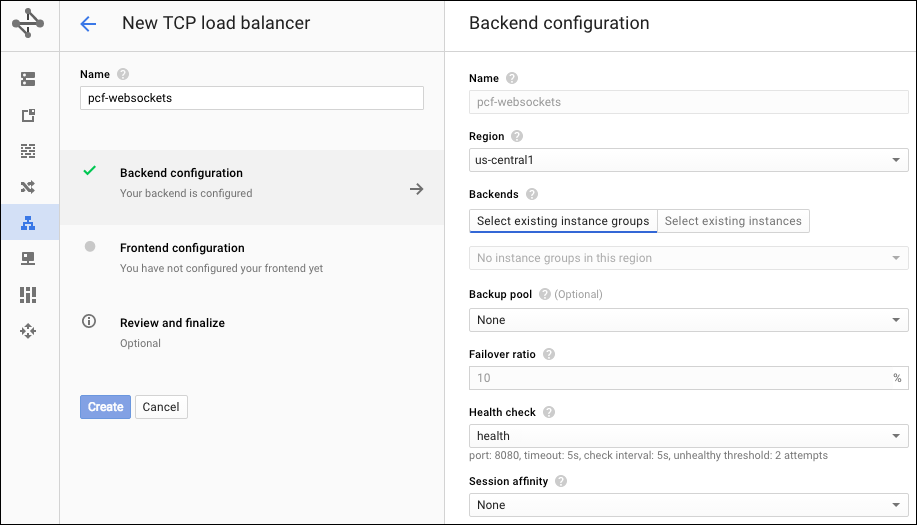 New TCP load balancer
Name
pcf-websockets
Backend configuration
Your backend is configured
Frontend configuration
You have not configured your frontend yet
Review and finalize
Optional
Create Cancel
Backend configuration
Name
pcf-websockets
Region
us-central1
Backends
Select existing instance groups Select existing instances
No instance groups in this region
Backup pool (Optional)
None
Failover ratio
10 %
Health check
health
port: 8080, timeout: 5s, check interval: 5s, unhealthy threshold: 2 attempts
Session affinity
None